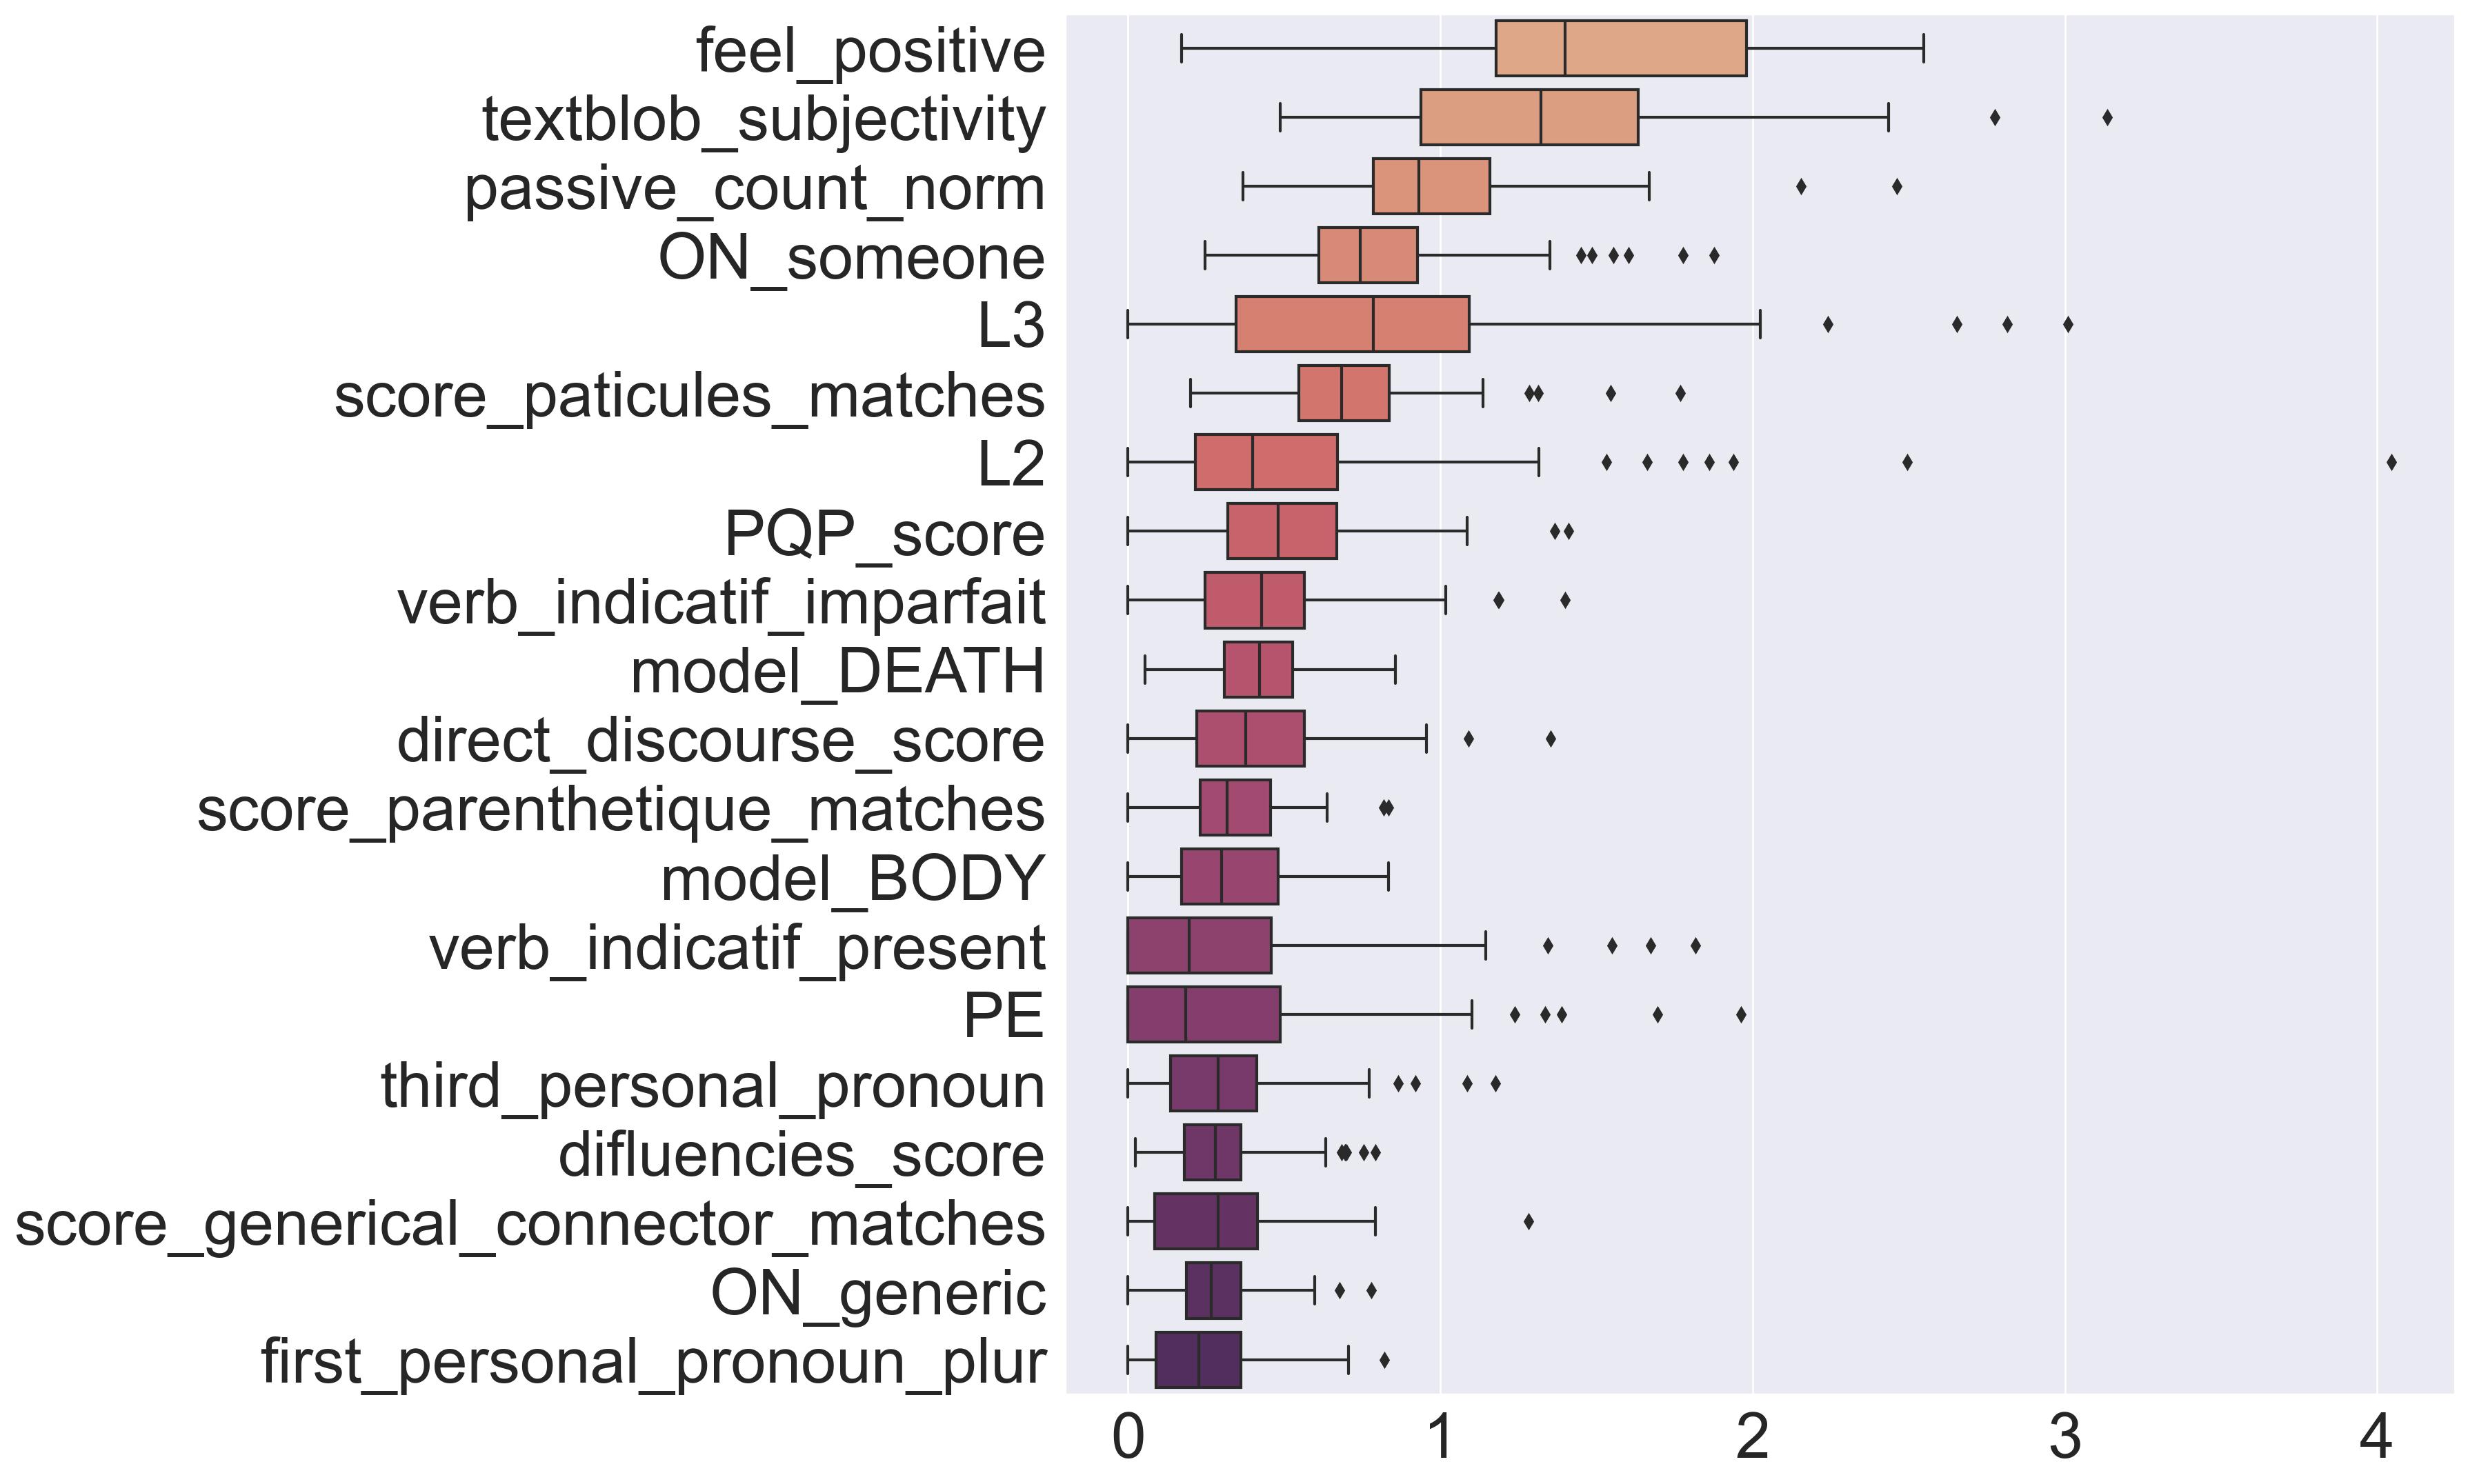 feel_positive
textblob_subjectivity
passive_count_norm
ON_someone
L3
score_paticules_matches
L2
PQP_score
verb_indicatif_imparfait
model_DEATH
direct_discourse_score
score_parenthetique_matches
model_BODY
verb_indicatif_present
PE
third_personal_pronoun
difluencies_score
score_generical_connector_matches
ON_generic
first_personal_pronoun_plur
0 1 2 3 4